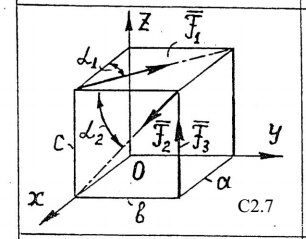 z F̄₁
α₁
c α₂ F̄₂ F̄₃ y
O
x a
b C2.7